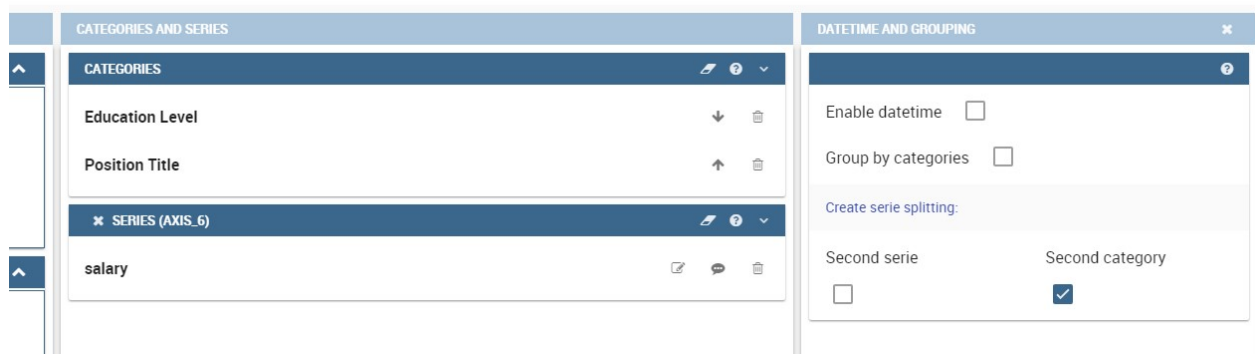 CATEGORIES AND SERIES
CATEGORIES
Education Level
Position Title
SERIES (AXIS_6)
salary
DATETIME AND GROUPING
Enable datetime
Group by categories
Create serie splitting:
Second serie
Second category